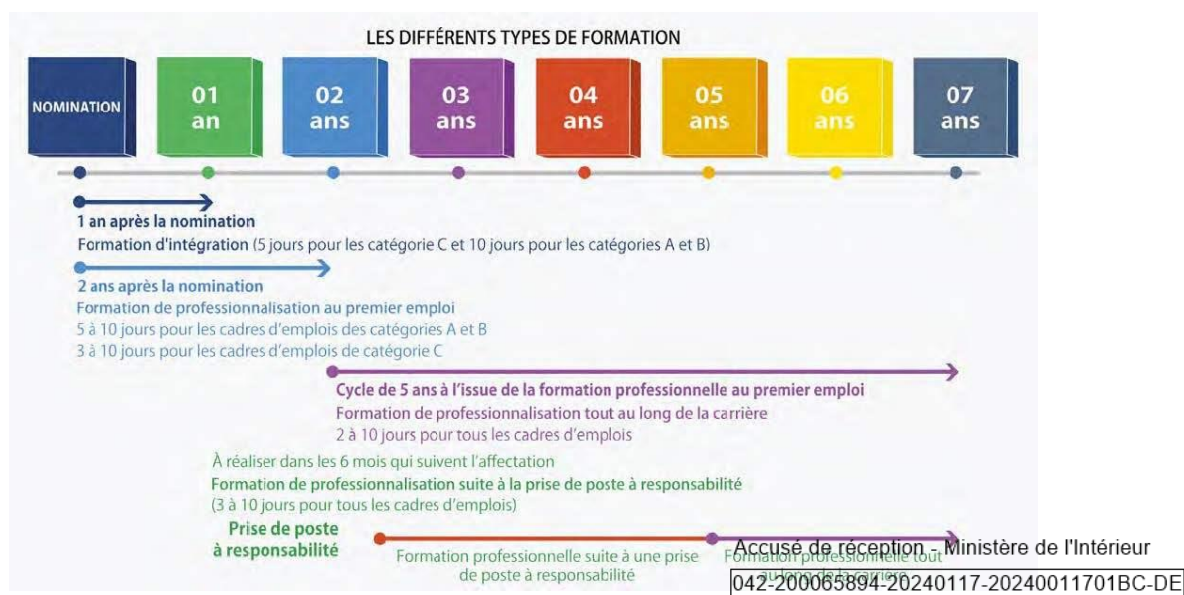 LES DIFFÉRENTS TYPES DE FORMATION
NOMINATION
01 an
02 ans
03 ans
04 ans
05 ans
06 ans
07 ans
1 an après la nomination
Formation d'intégration (5 jours pour les catégorie C et 10 jours pour les catégories A et B)
2 ans après la nomination
Formation de professionnalisation au premier emploi
5 à 10 jours pour les cadres d'emplois des catégories A et B
3 à 10 jours pour les cadres d'emplois de catégorie C
Cycle de 5 ans à l'issue de la formation professionnelle au premier emploi
Formation de professionnalisation tout au long de la carrière
2 à 10 jours pour tous les cadres d'emplois
À réaliser dans les 6 mois qui suivent l'affectation
Formation de professionnalisation suite à la prise de poste à responsabilité
(3 à 10 jours pour tous les cadres d'emplois)
Prise de poste
à responsabilité
Formation professionnelle suite à une prise
de poste à responsabilité
Formation professionnelle tout
au long de la carrière
Accusé de réception - Ministère de l'Intérieur
042-200065894-20240117-20240011701BC-DE